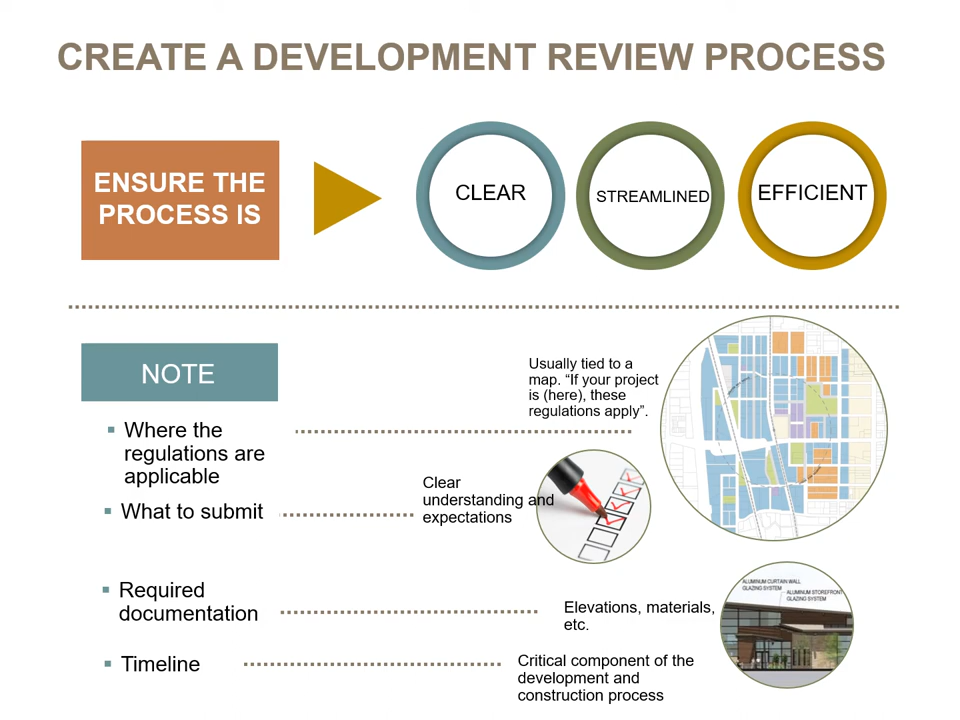 CREATE A DEVELOPMENT REVIEW PROCESS
ENSURE THE
PROCESS IS
CLEAR
STREAMLINED
EFFICIENT
NOTE
Usually tied to a
map. “If your project
is (here), these
regulations apply”.
▪ Where the
regulations are
applicable
Clear
understanding and
expectations
▪ What to submit
ALUMINUM CURTAIN WALL
GLAZING SYSTEM
ALUMINUM STOREFRONT
GLAZING SYSTEM
▪ Required
documentation
Elevations, materials,
etc.
▪ Timeline
Critical component of the
development and
construction process